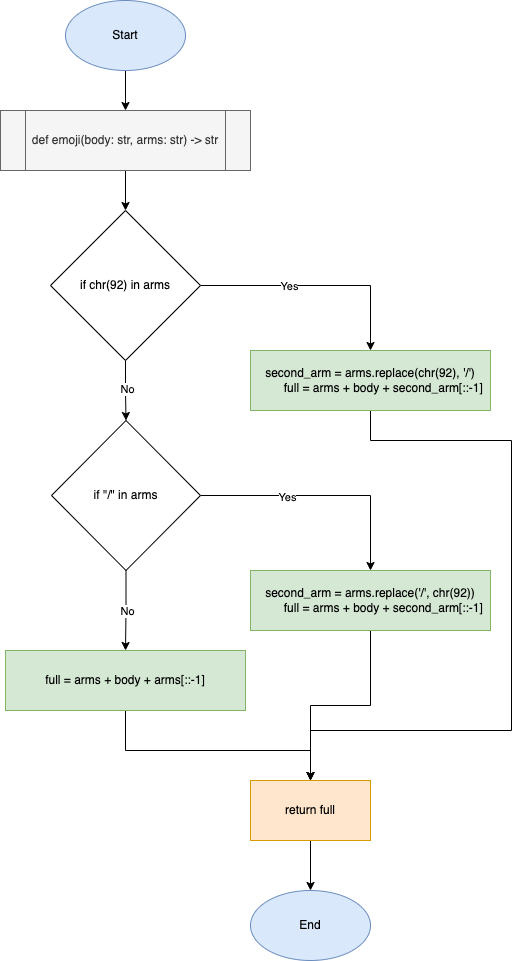 Start
def emoji(body: str, arms: str) -> str
if chr(92) in arms
Yes
second_arm = arms.replace(chr(92), '/')
full = arms + body + second_arm[::-1]
No
if "/" in arms
Yes
second_arm = arms.replace('/', chr(92))
full = arms + body + second_arm[::-1]
No
full = arms + body + arms[::-1]
return full
End